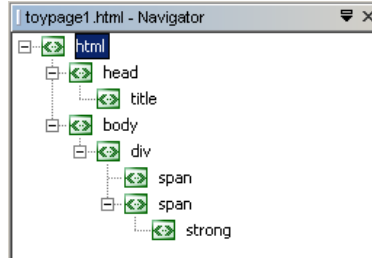 toypage1.html - Navigator
html
head
title
body
div
span
span
strong